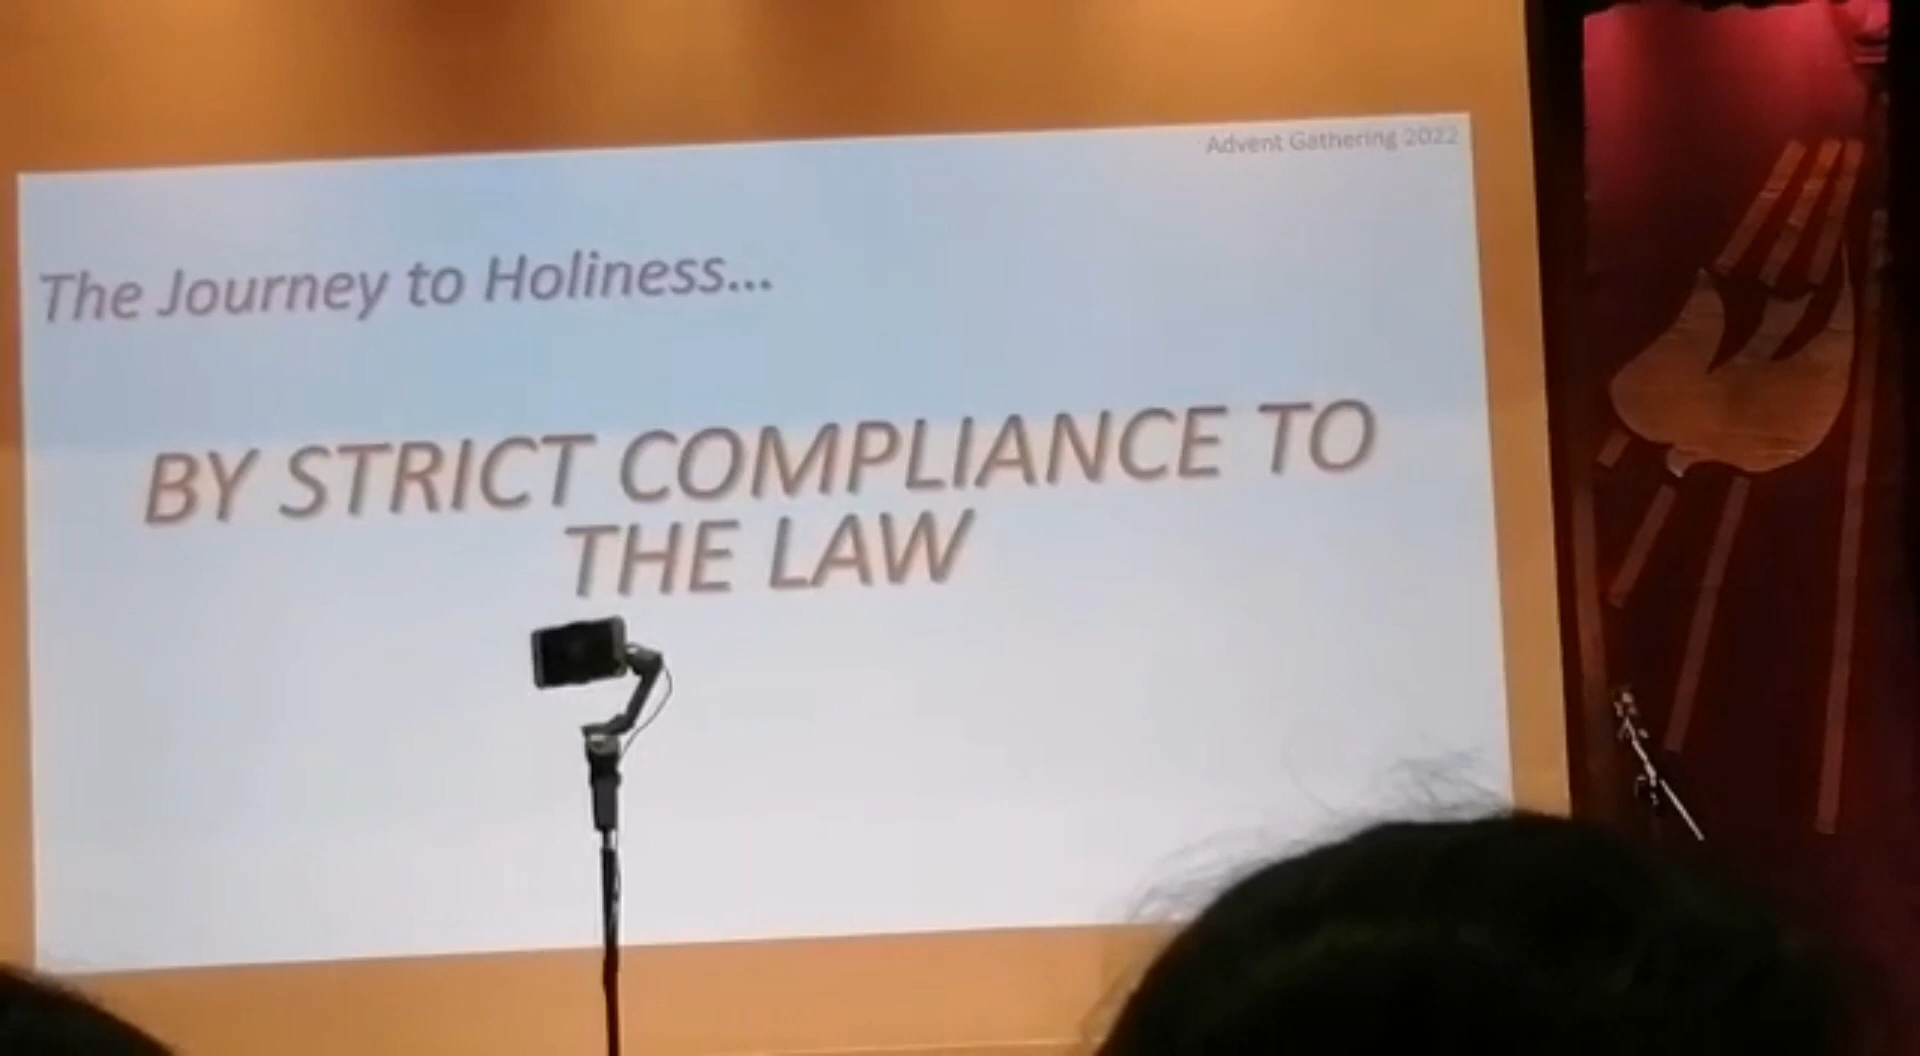 Advent Gathering 2022
The Journey to Holiness...
BY STRICT COMPLIANCE TO
THE LAW